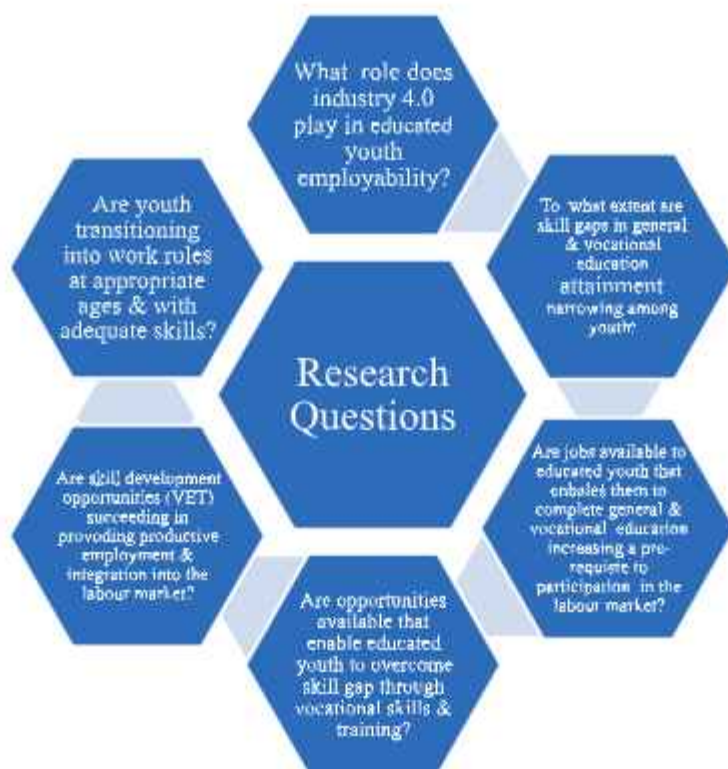 What role does
industry 4.0
play in educated
youth
employability?
To what extent are
skill gaps in general
& vocational
education
attainment
narrowing among
youth?
Are jobs available to
educated youth that
enbales them to
complete general &
vocational education
increasing a pre-
requiste to
participation in the
labour market?
Are opportunities
available that
enable educated
youth to overcome
skill gap through
vocational skills &
training?
Are skill development
opportunities (VET)
succeeding in
provoding productive
employment &
integration into the
labour market?
Are youth
transitioning
into work roles
at appropriate
ages & with
adequate skills?
Research
Questions